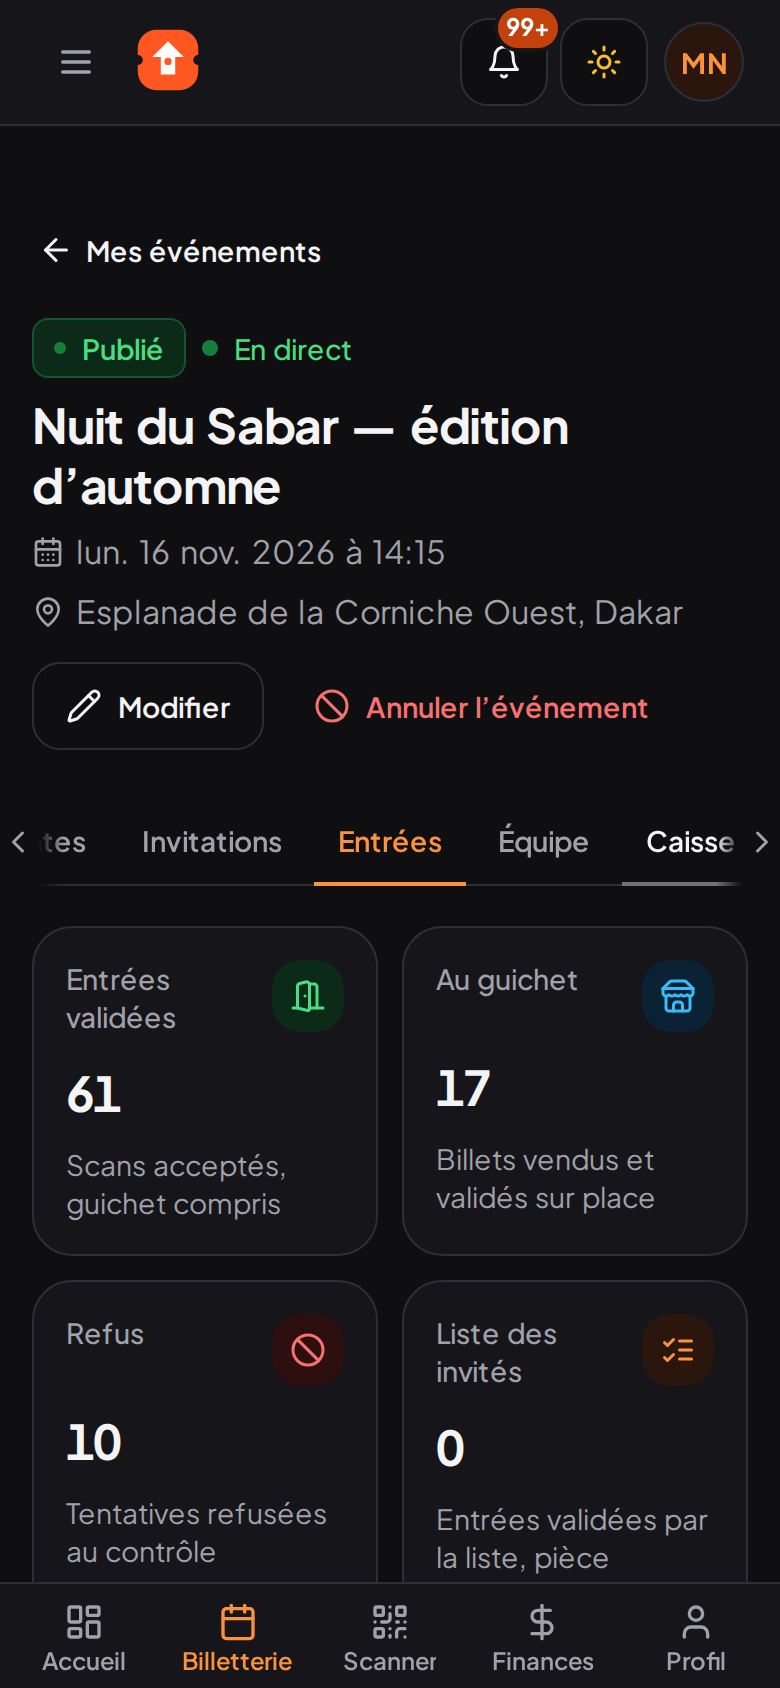 99+
MN
Mes événements
Publié
En direct
Nuit du Sabar — édition
d’automne
lun. 16 nov. 2026 à 14:15
Esplanade de la Corniche Ouest, Dakar
Modifier
Annuler l’événement
tes
Invitations
Entrées
Équipe
Caisse
Entrées
validées
61
Scans acceptés,
guichet compris
Au guichet
17
Billets vendus et
validés sur place
Refus
10
Tentatives refusées
au contrôle
Liste des
invités
0
Entrées validées par
la liste, pièce
Accueil
Billetterie
Scanner
Finances
Profil